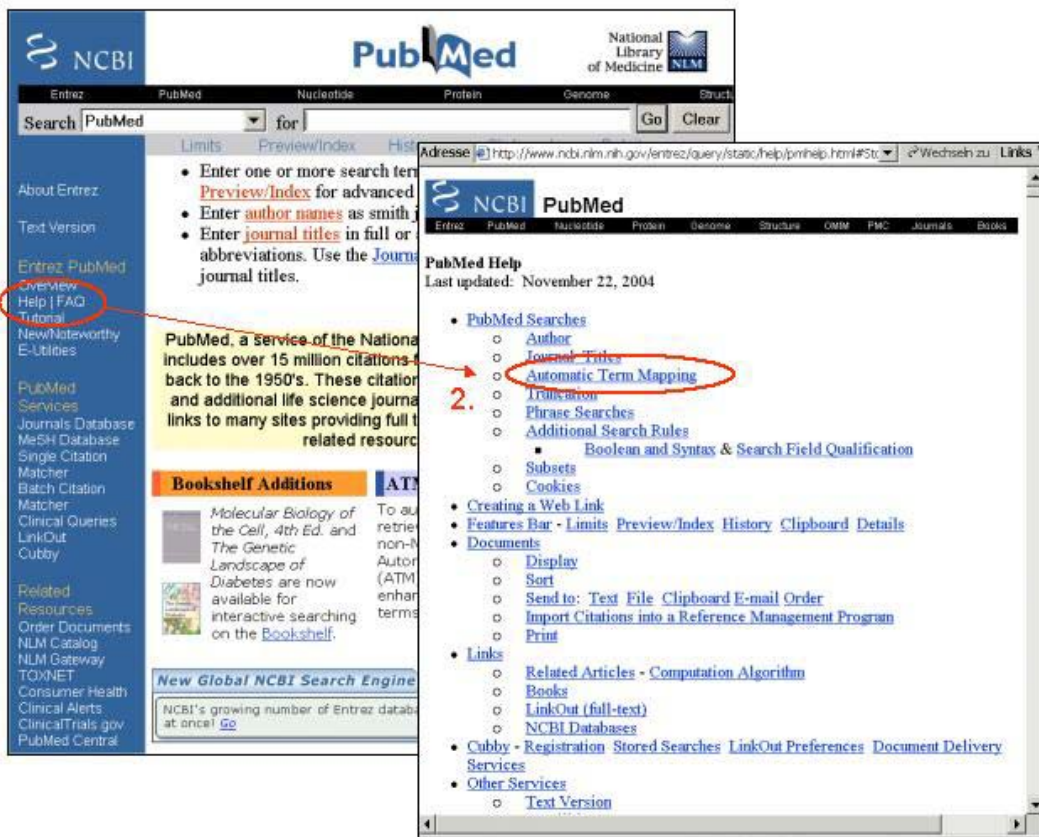 NCBI
PubMed
National
Library
of Medicine NLM
Entrez PubMed Nucleotide Protein Genome Struct
Search PubMed for Go Clear
Limits Preview/Index Hist
About Entrez
Text Version
Entrez PubMed
Overview
Help | FAQ
Tutorial
New/Noteworthy
E-Utilities
PubMed
Services
Journals Database
MeSH Database
Single Citation
Matcher
Batch Citation
Matcher
Clinical Queries
LinkOut
Cubby
Related
Resources
Order Documents
NLM Catalog
NLM Gateway
TOXNET
Consumer Health
Clinical Alerts
ClinicalTrials.gov
PubMed Central
• Enter one or more search ter
Preview/Index for advanced
• Enter author names as smith j
• Enter journal titles in full or
abbreviations. Use the Journa
journal titles.
PubMed, a service of the Nationa
includes over 15 million citations
back to the 1950's. These citation
and additional life science journa
links to many sites providing full t
related resourc
Bookshelf Additions
Molecular Biology of
the Cell, 4th Ed. and
The Genetic
Landscape of
Diabetes are now
available for
interactive searching
on the Bookshelf.
ATM
To au
retrie
non-M
Autor
(ATM
enhar
terms
New Global NCBI Search Engine
NCBI's growing number of Entrez databa
at once! Go
Adresse http://www.ncbi.nlm.nih.gov/entrez/query/static/help/pmhelp.html#Stc Wechseln zu Links
NCBI PubMed
Entrez PubMed Nucleotide Protein Genome Structure OMIM PMC Journals Books
PubMed Help
Last updated: November 22, 2004
• PubMed Searches
o Author
o Journal Titles
o Automatic Term Mapping
2.
o Truncation
o Phrase Searches
o Additional Search Rules
▪ Boolean and Syntax & Search Field Qualification
o Subsets
o Cookies
• Creating a Web Link
• Features Bar - Limits Preview/Index History Clipboard Details
• Documents
o Display
o Sort
o Send to: Text File Clipboard E-mail Order
o Import Citations into a Reference Management Program
o Print
• Links
o Related Articles - Computation Algorithm
o Books
o LinkOut (full-text)
o NCBI Databases
• Cubby - Registration Stored Searches LinkOut Preferences Document Delivery
Services
• Other Services
o Text Version